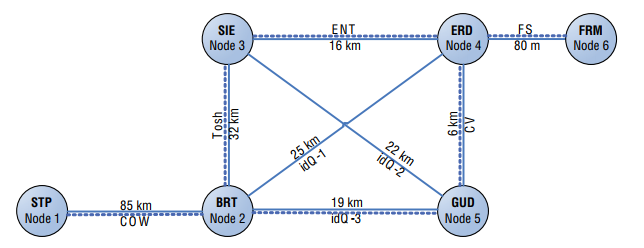 SIE
Node 3
ENT
16 km
ERD
Node 4
FS
80 m
FRM
Node 6
Tosh
32 km
25 km
idQ-1
22 km
idQ-2
6 km
CV
STP
Node 1
85 km
COW
BRT
Node 2
19 km
idQ-3
GUD
Node 5